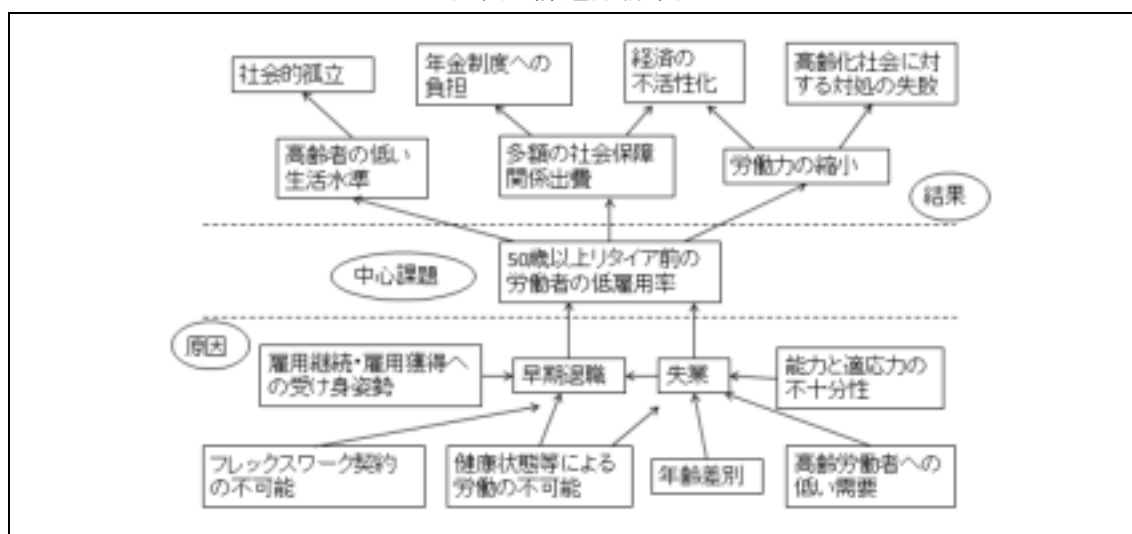 社会的孤立
年金制度への
負担
経済の
不活性化
高齢化社会に対
する対処の失敗
高齢者の低い
生活水準
多額の社会保障
関係出費
労働力の縮小
結果
中心課題
50歳以上リタイア前の
労働者の低雇用率
原因
雇用継続・雇用獲得へ
の受け身姿勢
早期退職
失業
能力と適応力の
不十分性
フレックスワーク契約
の不可能
健康状態等による
労働の不可能
年齢差別
高齢労働者への
低い需要